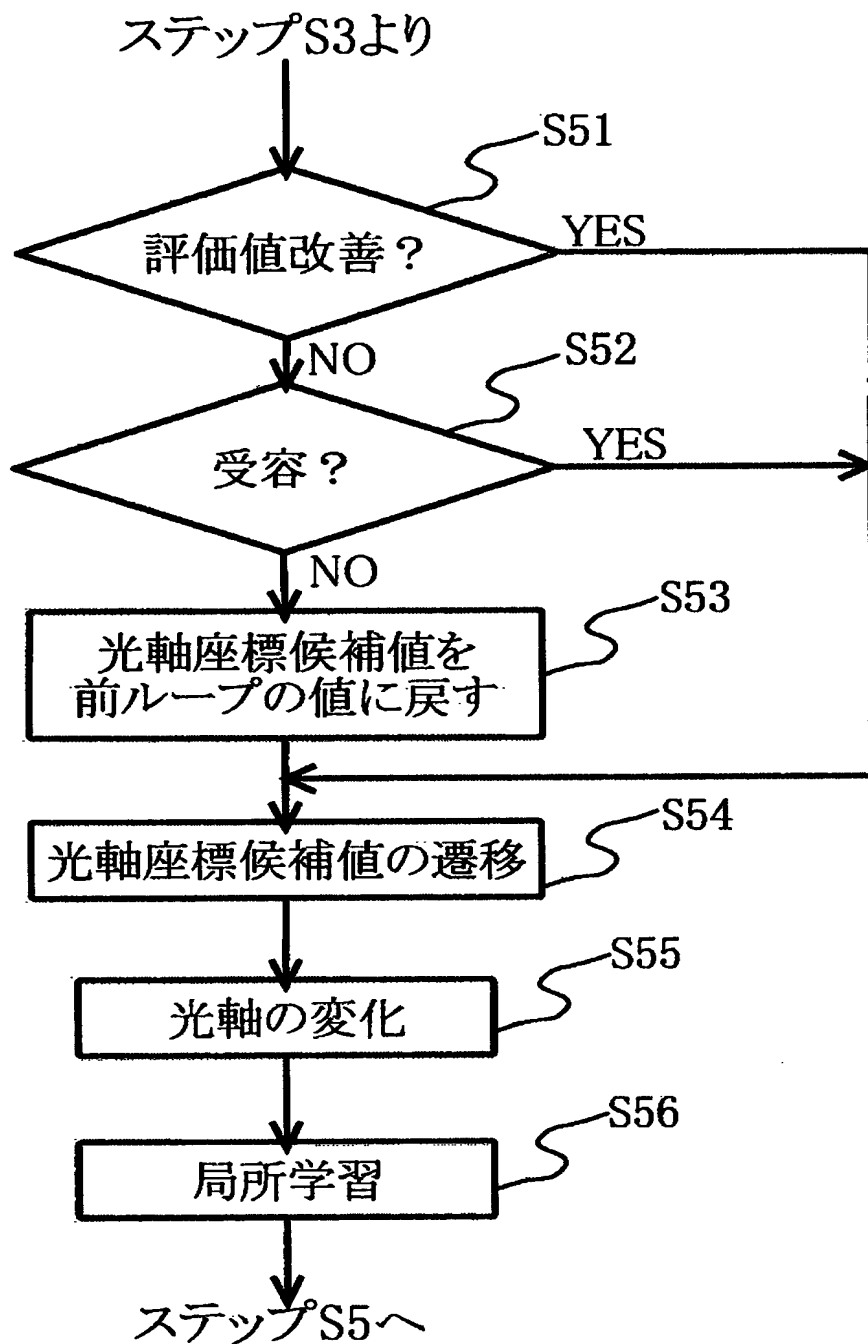 ステップS3より
S51
評価値改善？
YES
NO
S52
受容？
YES
NO
S53
光軸座標候補値を
前ループの値に戻す
S54
光軸座標候補値の遷移
S55
光軸の変化
S56
局所学習
ステップS5へ